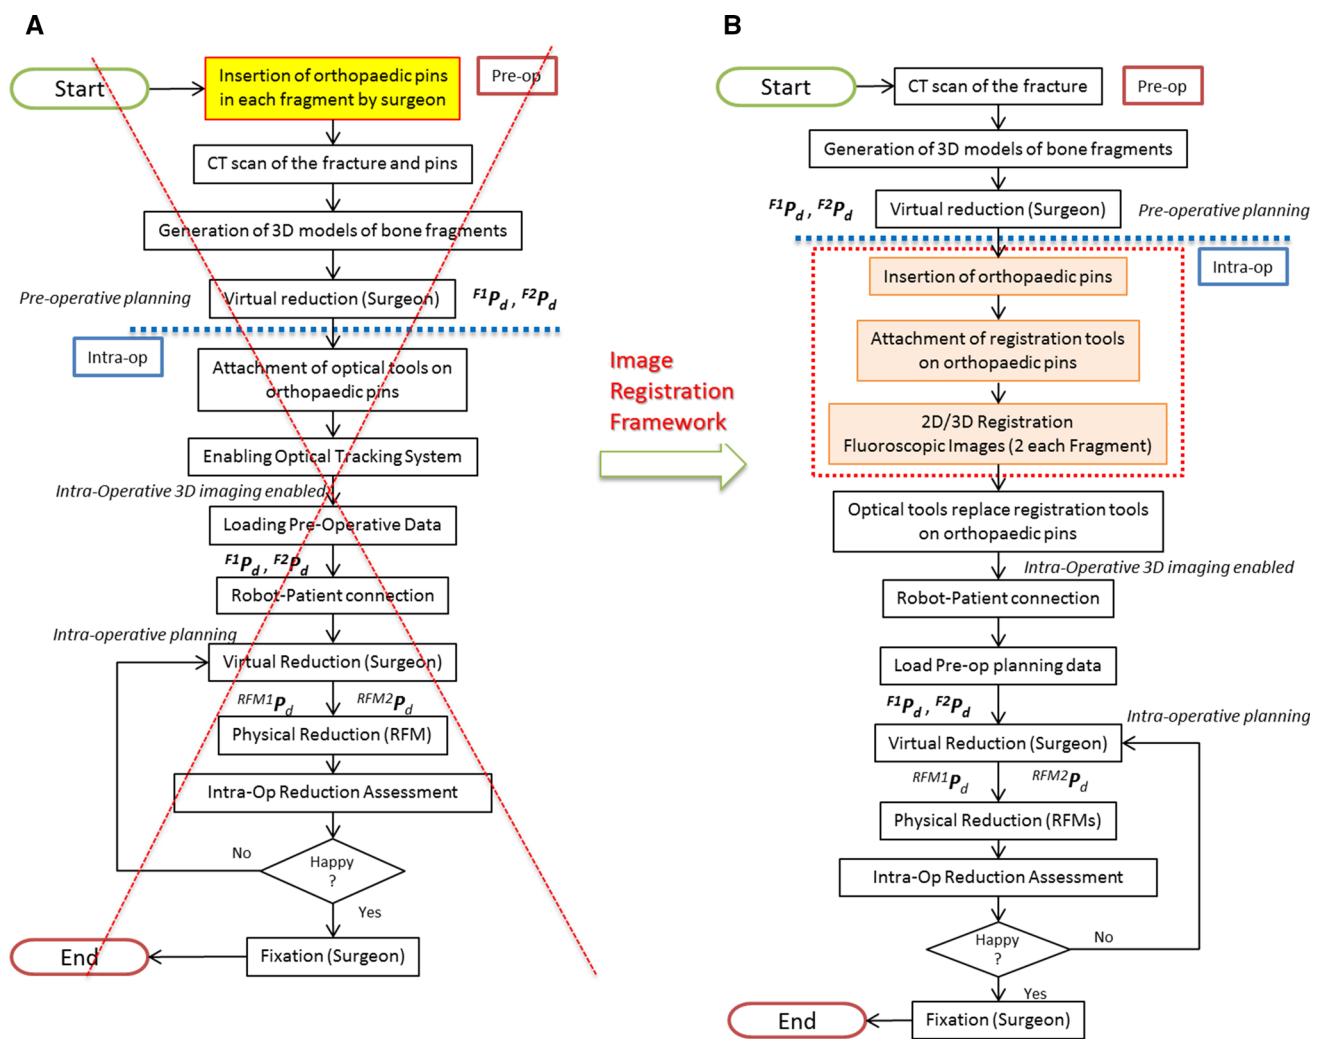 A
Start
Insertion of orthopaedic pins
in each fragment by surgeon
Pre-op
CT scan of the fracture and pins
Generation of 3D models of bone fragments
Pre-operative planning
Virtual reduction (Surgeon)
F1Pd , F2Pd
Intra-op
Attachment of optical tools on
orthopaedic pins
Enabling Optical Tracking System
Intra-Operative 3D imaging enabled
Loading Pre-Operative Data
F1Pd , F2Pd
Robot-Patient connection
Intra-operative planning
Virtual Reduction (Surgeon)
RFM1Pd
RFM2Pd
Physical Reduction (RFM)
Intra-Op Reduction Assessment
Happy
?
No
Yes
Fixation (Surgeon)
End
Image
Registration
Framework
B
Start
CT scan of the fracture
Pre-op
Generation of 3D models of bone fragments
F1Pd , F2Pd
Virtual reduction (Surgeon)
Pre-operative planning
Intra-op
Insertion of orthopaedic pins
Attachment of registration tools
on orthopaedic pins
2D/3D Registration
Fluoroscopic Images (2 each Fragment)
Optical tools replace registration tools
on orthopaedic pins
Intra-Operative 3D imaging enabled
Robot-Patient connection
Load Pre-op planning data
F1Pd , F2Pd
Intra-operative planning
Virtual Reduction (Surgeon)
RFM1Pd
RFM2Pd
Physical Reduction (RFMs)
Intra-Op Reduction Assessment
Happy
?
No
Yes
Fixation (Surgeon)
End